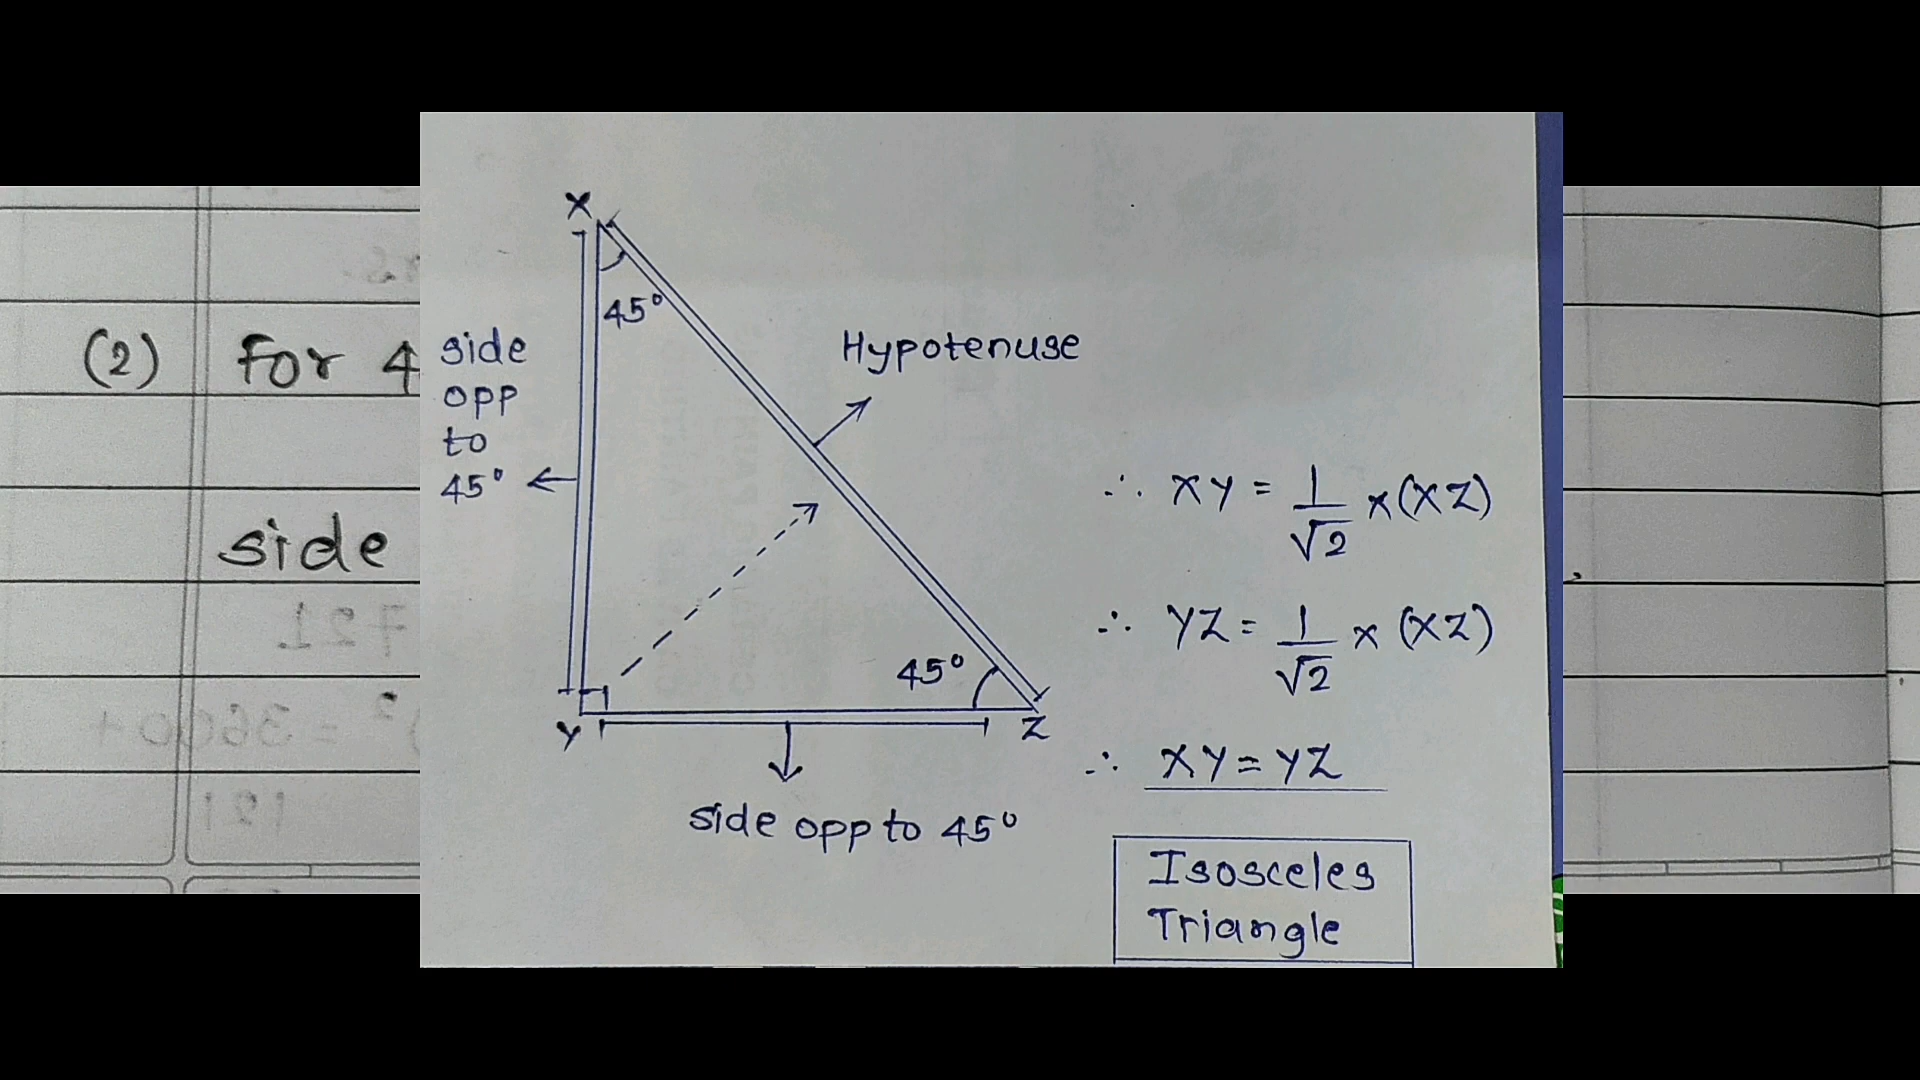 (2)
For 4
side
X
45°
side
opp
to
45°
Hypotenuse
45°
Y
Z
side opp to 45°
∴ XY = 1/√2 x (XZ)
∴ YZ = 1/√2 x (XZ)
∴ XY = YZ
Isosceles
Triangle